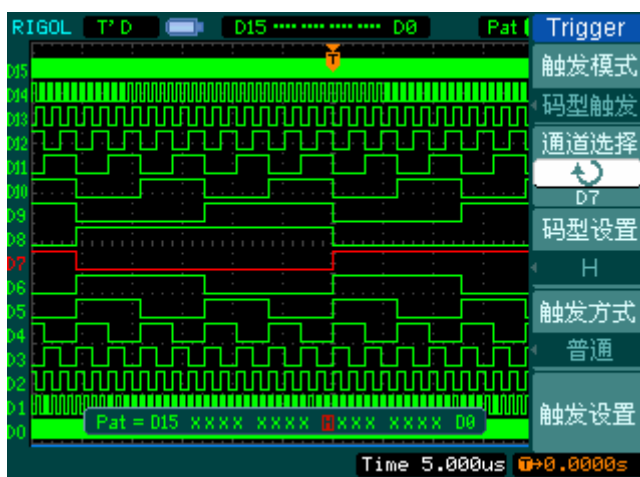 RIGOL T'D D15 ···· ···· ···· ···· D0 Pat Trigger
T
D15
D14
D13
D12
D11
D10
D9
D8
D7
D6
D5
D4
D3
D2
D1
D0
Pat = D15 XXXX XXXX HXXX XXXX D0
触发模式
码型触发
通道选择
D7
码型设置
H
触发方式
普通
触发设置
Time 5.000us T→0.0000s